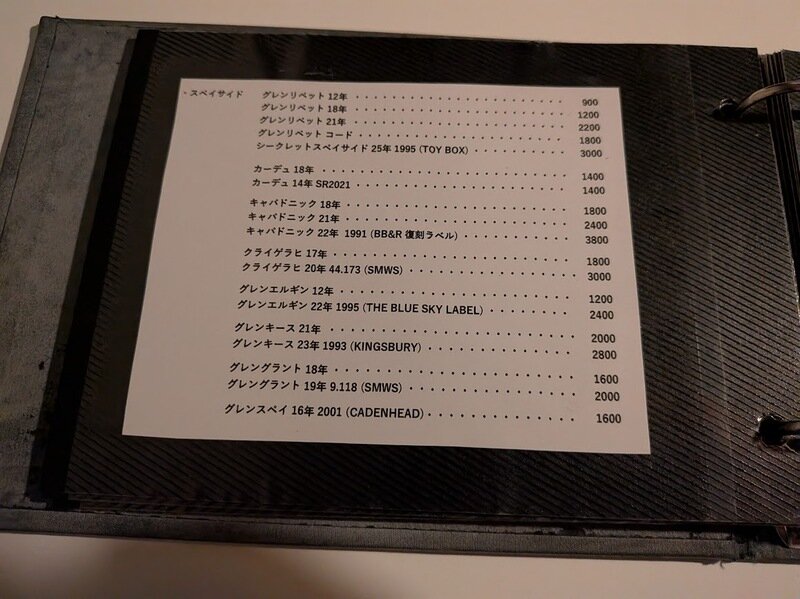 ・スペイサイド グレンリベット 12年 ・・・・・・・・・・・・・・・・・・・・・・ 900
グレンリベット 18年 ・・・・・・・・・・・・・・・・・・・・・・ 1200
グレンリベット 21年 ・・・・・・・・・・・・・・・・・・・・・・ 2200
グレンリベット コード ・・・・・・・・・・・・・・・・・・・・・ 1800
シークレットスペイサイド 25年 1995 (TOY BOX) ・・・・・・・・・・ 3000
カーデュ 18年 ・・・・・・・・・・・・・・・・・・・・・・・・・ 1400
カーデュ 14年 SR2021 ・・・・・・・・・・・・・・・・・・・・・・ 1400
キャパドニック 18年 ・・・・・・・・・・・・・・・・・・・・・・ 1800
キャパドニック 21年 ・・・・・・・・・・・・・・・・・・・・・・ 2400
キャパドニック 22年 1991 (BB&R 復刻ラベル) ・・・・・・・・・・・ 3800
クライゲラヒ 17年 ・・・・・・・・・・・・・・・・・・・・・・・ 1800
クライゲラヒ 20年 44.173 (SMWS) ・・・・・・・・・・・・・・・・ 3000
グレンエルギン 12年 ・・・・・・・・・・・・・・・・・・・・・・ 1200
グレンエルギン 22年 1995 (THE BLUE SKY LABEL) ・・・・・・・・・ 2400
グレンキース 21年 ・・・・・・・・・・・・・・・・・・・・・・・ 2000
グレンキース 23年 1993 (KINGSBURY) ・・・・・・・・・・・・・・ 2800
グレングラント 18年 ・・・・・・・・・・・・・・・・・・・・・・ 1600
グレングラント 19年 9.118 (SMWS) ・・・・・・・・・・・・・・・ 2000
グレンスペイ 16年 2001 (CADENHEAD)・・・・・・・・・・・・・・ 1600